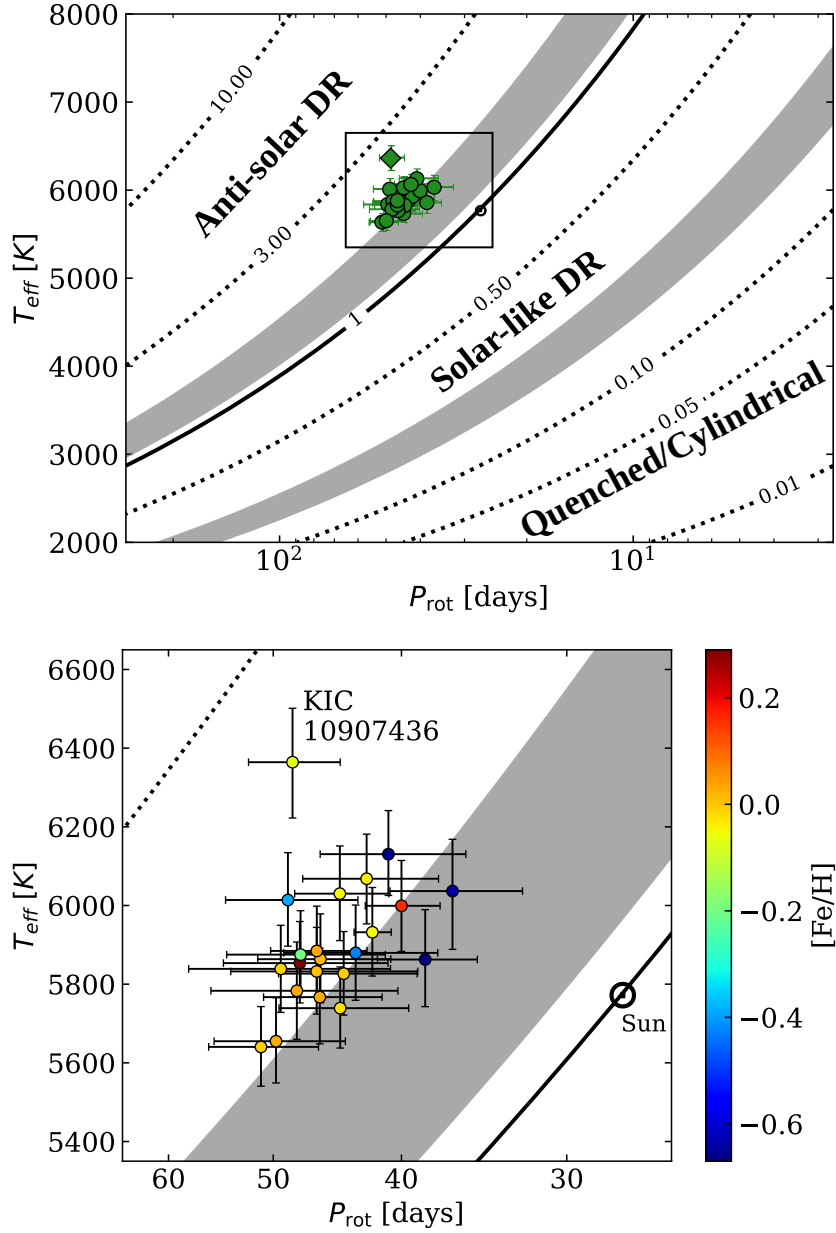 8000
7000
6000
5000
4000
3000
2000
T_eff [K]
10.00
Anti-solar DR
3.00
1
0.50
Solar-like DR
0.10
0.05
Quenched/Cylindrical
0.01
10² 10¹
P_rot [days]
6600
6400
6200
6000
5800
5600
5400
T_eff [K]
KIC
10907436
Sun
60 50 40 30
P_rot [days]
0.2
0.0
−0.2
−0.4
−0.6
[Fe/H]